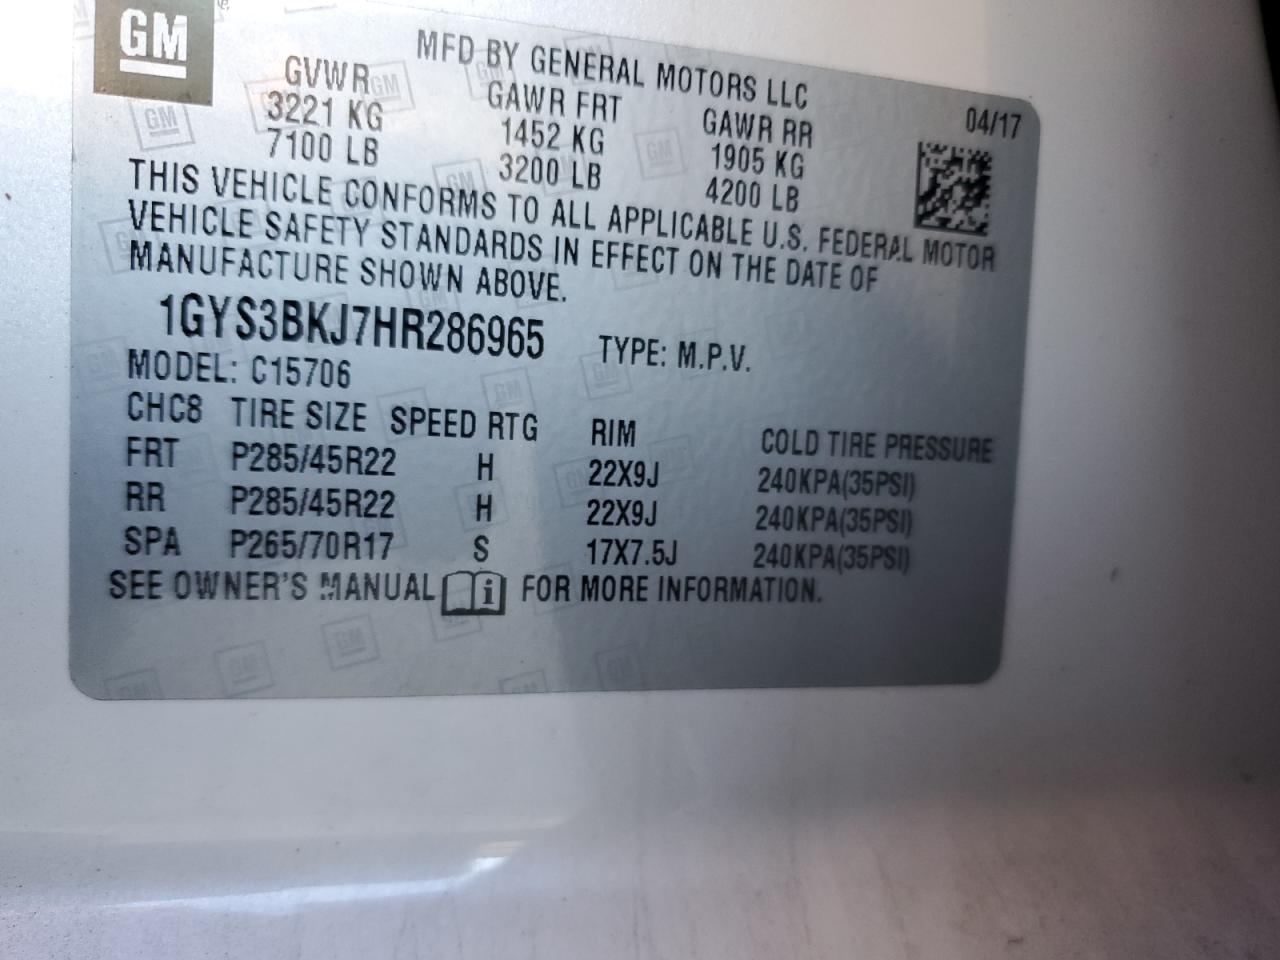 GM
MFD BY GENERAL MOTORS LLC
04/17
GVWR GAWR FRT GAWR RR
3221 KG 1452 KG 1905 KG
7100 LB 3200 LB 4200 LB
THIS VEHICLE CONFORMS TO ALL APPLICABLE U.S. FEDERAL MOTOR
VEHICLE SAFETY STANDARDS IN EFFECT ON THE DATE OF
MANUFACTURE SHOWN ABOVE.
1GYS3BKJ7HR286965 TYPE: M.P.V.
MODEL: C15706
CHC8 TIRE SIZE SPEED RTG RIM COLD TIRE PRESSURE
FRT P285/45R22 H 22X9J 240KPA(35PSI)
RR P285/45R22 H 22X9J 240KPA(35PSI)
SPA P265/70R17 S 17X7.5J 240KPA(35PSI)
SEE OWNER'S MANUAL i FOR MORE INFORMATION.